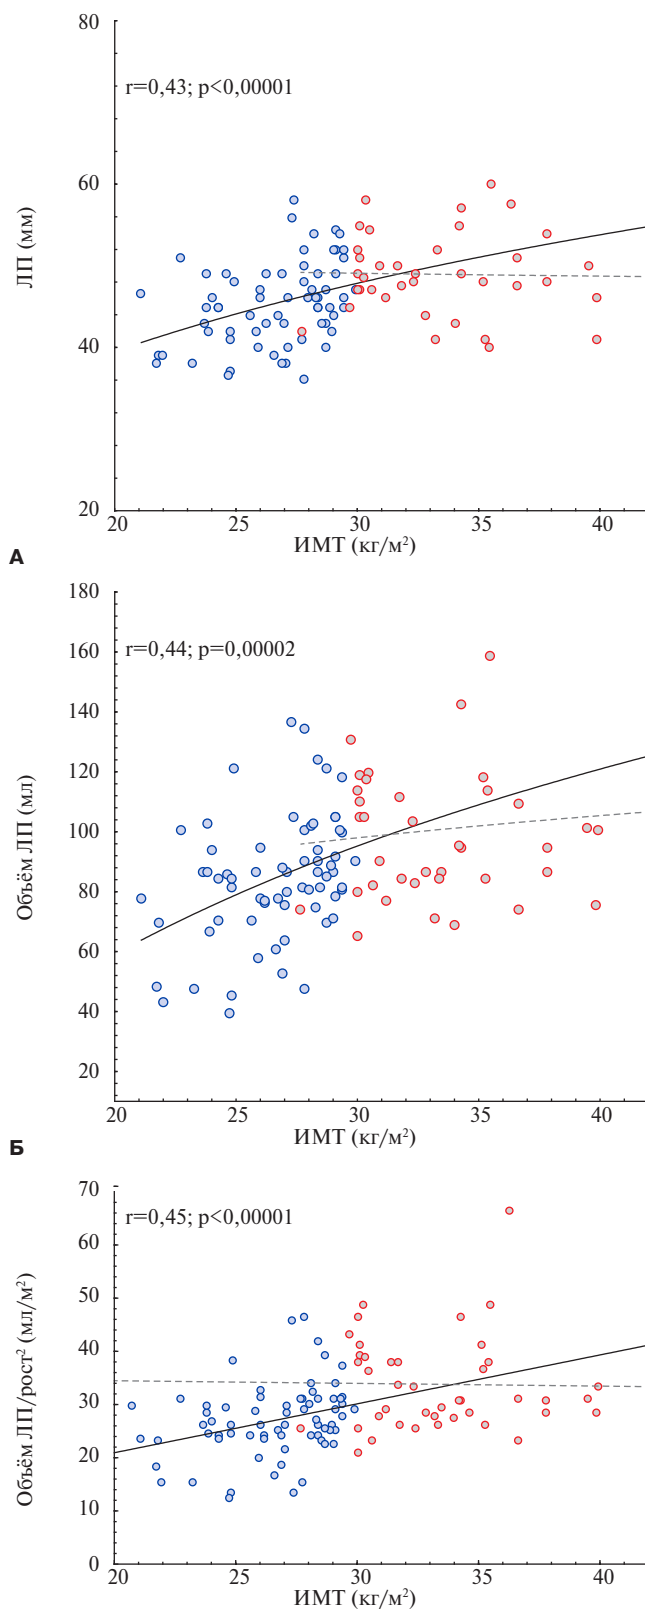 80
r=0,43; p<0,00001
60
ЛП (мм)
40
20
20 25 30 35 40
ИМТ (кг/м²)
А
180
r=0,44; p=0,00002
160
140
120
Объём ЛП (мл)
100
80
60
40
20
20 25 30 35 40
ИМТ (кг/м²)
Б
70
r=0,45; p<0,00001
60
50
40
Объём ЛП/рост² (мл/м²)
30
20
10
0
20 25 30 35 40
ИМТ (кг/м²)